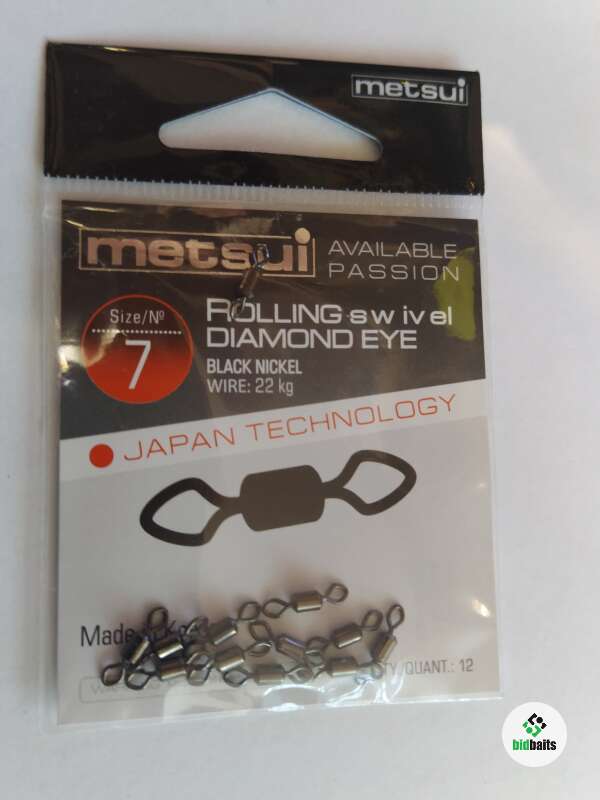 metsui
metsui
AVAILABLE
PASSION
Size/№
7
ROLLING swivel
DIAMOND EYE
BLACK NICKEL
WIRE: 22 kg
JAPAN TECHNOLOGY
Made
QUANT.: 12
bidbaits